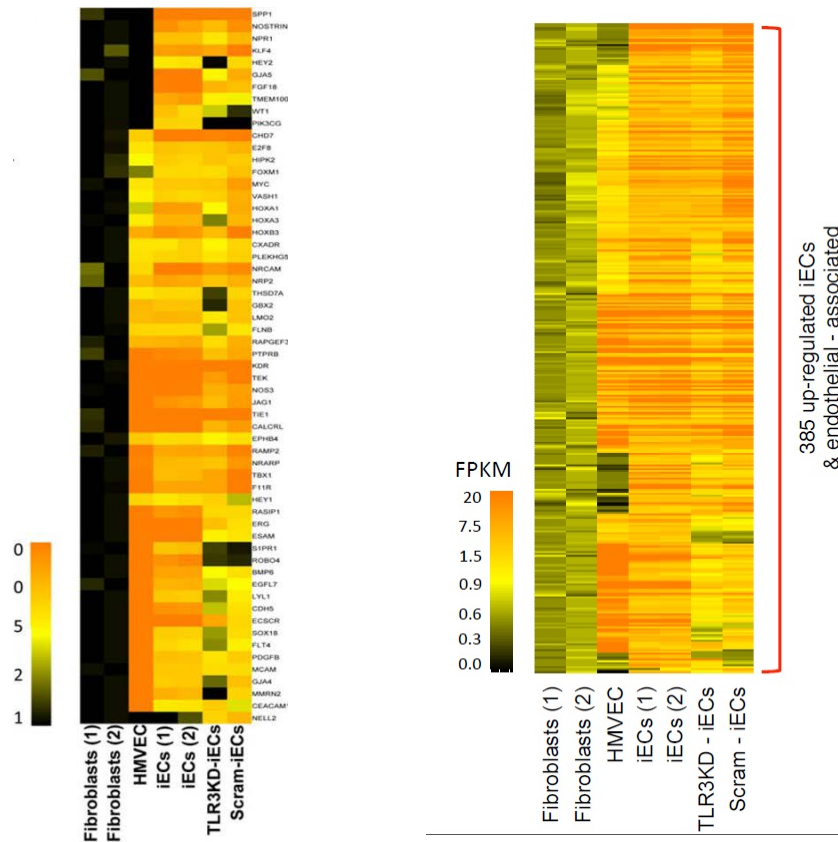 SPP1
NOSTRIN
NPR1
KLF4
HEY2
GJA5
FGF18
TMEM100
WT1
PIK3CG
CHD7
E2F8
HIPK2
FOXM1
MYC
VASH1
HOXA1
HOXA3
HOXB3
CXADR
PLEKHG5
NRCAM
NRP2
THSD7A
GBX2
LMO2
FLNB
RAPGEF3
PTPRB
KDR
TEK
NOS3
JAG1
TIE1
CALCRL
EPHB4
RAMP2
NRARP
TBX1
F11R
HEY1
RASIP1
ERG
ESAM
S1PR1
ROBO4
BMP6
EGFL7
LYL1
CDH5
ECSCR
SOX18
FLT4
PDGFB
MCAM
GJA4
MMRN2
CEACAM1
NELL2
0
0
5
2
1
Fibroblasts (1)
Fibroblasts (2)
HMVEC
iECs (1)
iECs (2)
TLR3KD-iECs
Scram-iECs
FPKM
20
7.5
1.5
0.9
0.6
0.3
0.0
Fibroblasts (1)
Fibroblasts (2)
HMVEC
iECs (1)
iECs (2)
TLR3KD - iECs
Scram - iECs
385 up-regulated iECs
& endothelial - associated